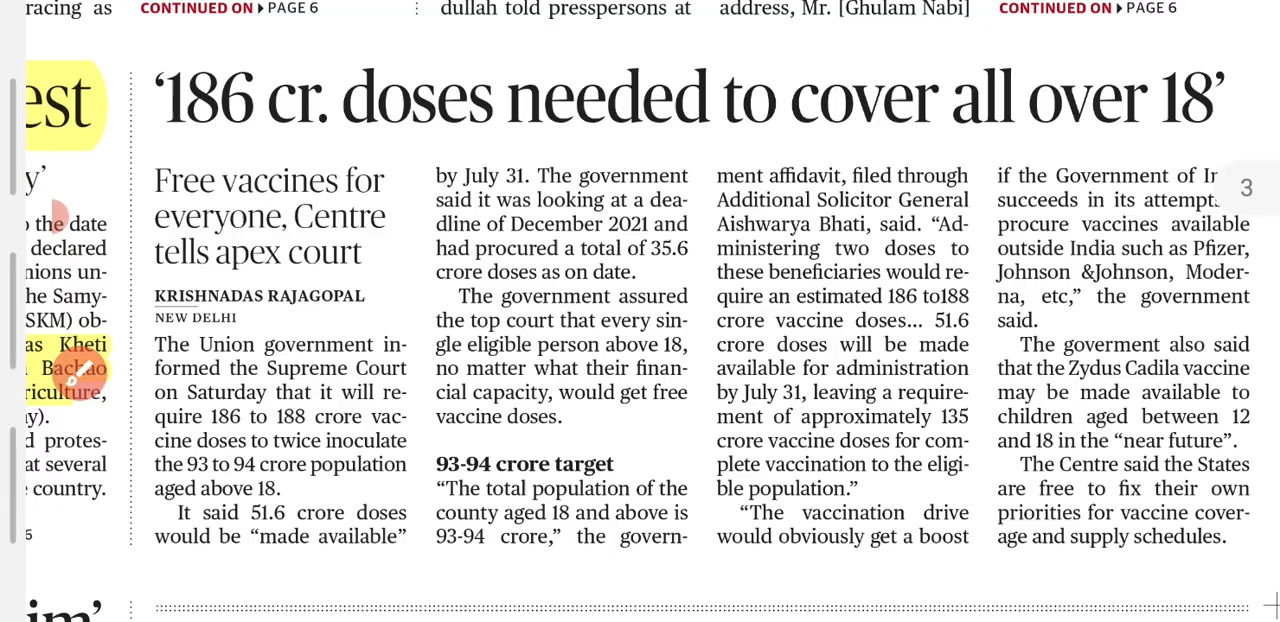 racing as
CONTINUED ON PAGE 6
dullah told presspersons at
address, Mr. [Ghulam Nabi]
CONTINUED ON PAGE 6
est
y’
the date
declared
nions un-
he Samy-
SKM) ob-
as Kheti
Bachao
riculture,
y).
d protes-
at several
country.
6
im’
‘186 cr. doses needed to cover all over 18’
Free vaccines for
everyone, Centre
tells apex court
KRISHNADAS RAJAGOPAL
NEW DELHI
The Union government in-
formed the Supreme Court
on Saturday that it will re-
quire 186 to 188 crore vac-
cine doses to twice inoculate
the 93 to 94 crore population
aged above 18.
It said 51.6 crore doses
would be “made available”
by July 31. The government
said it was looking at a dea-
dline of December 2021 and
had procured a total of 35.6
crore doses as on date.
The government assured
the top court that every sin-
gle eligible person above 18,
no matter what their finan-
cial capacity, would get free
vaccine doses.
93-94 crore target
“The total population of the
county aged 18 and above is
93-94 crore,” the govern-
ment affidavit, filed through
Additional Solicitor General
Aishwarya Bhati, said. “Ad-
ministering two doses to
these beneficiaries would re-
quire an estimated 186 to188
crore vaccine doses... 51.6
crore doses will be made
available for administration
by July 31, leaving a require-
ment of approximately 135
crore vaccine doses for com-
plete vaccination to the eligi-
ble population.”
“The vaccination drive
would obviously get a boost
if the Government of In
succeeds in its attempts
procure vaccines available
outside India such as Pfizer,
Johnson &Johnson, Moder-
na, etc,” the government
said.
The goverment also said
that the Zydus Cadila vaccine
may be made available to
children aged between 12
and 18 in the “near future”.
The Centre said the States
are free to fix their own
priorities for vaccine cover-
age and supply schedules.
3